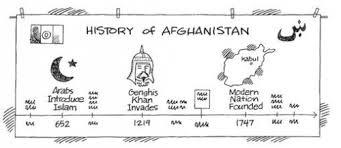 HISTORY of AFGHANISTAN
Kabul
Arabs
Introduce
Islam
Genghis
Khan
Invades
Modern
Nation
Founded
652
1219
1747